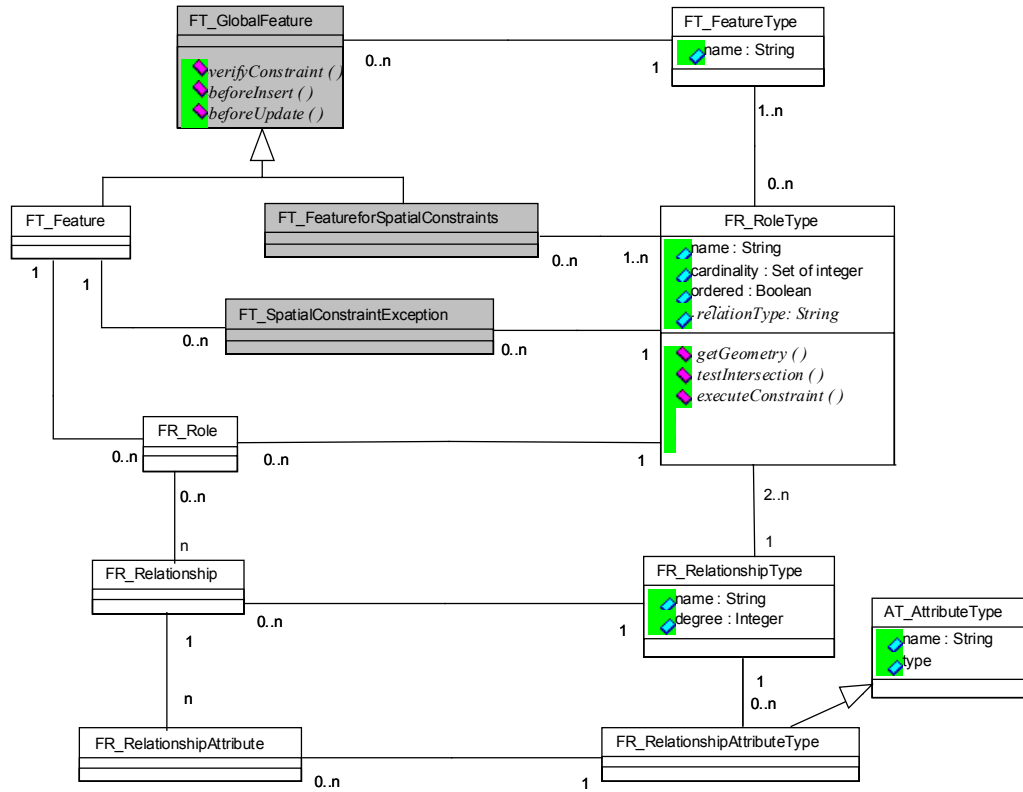 FT_GlobalFeature
verifyConstraint ( )
beforeInsert ( )
beforeUpdate ( )
0..n
1
FT_FeatureType
name : String
1..n
0..n
FT_Feature
FT_FeatureforSpatialConstraints
0..n
1..n
FR_RoleType
name : String
cardinality : Set of integer
ordered : Boolean
relationType: String
getGeometry ( )
testIntersection ( )
executeConstraint ( )
1
1
FT_SpatialConstraintException
0..n
0..n
1
FR_Role
0..n
0..n
1
0..n
n
2..n
1
FR_Relationship
0..n
1
FR_RelationshipType
name : String
degree : Integer
AT_AttributeType
name : String
type
1
n
1
0..n
FR_RelationshipAttribute
0..n
1
FR_RelationshipAttributeType